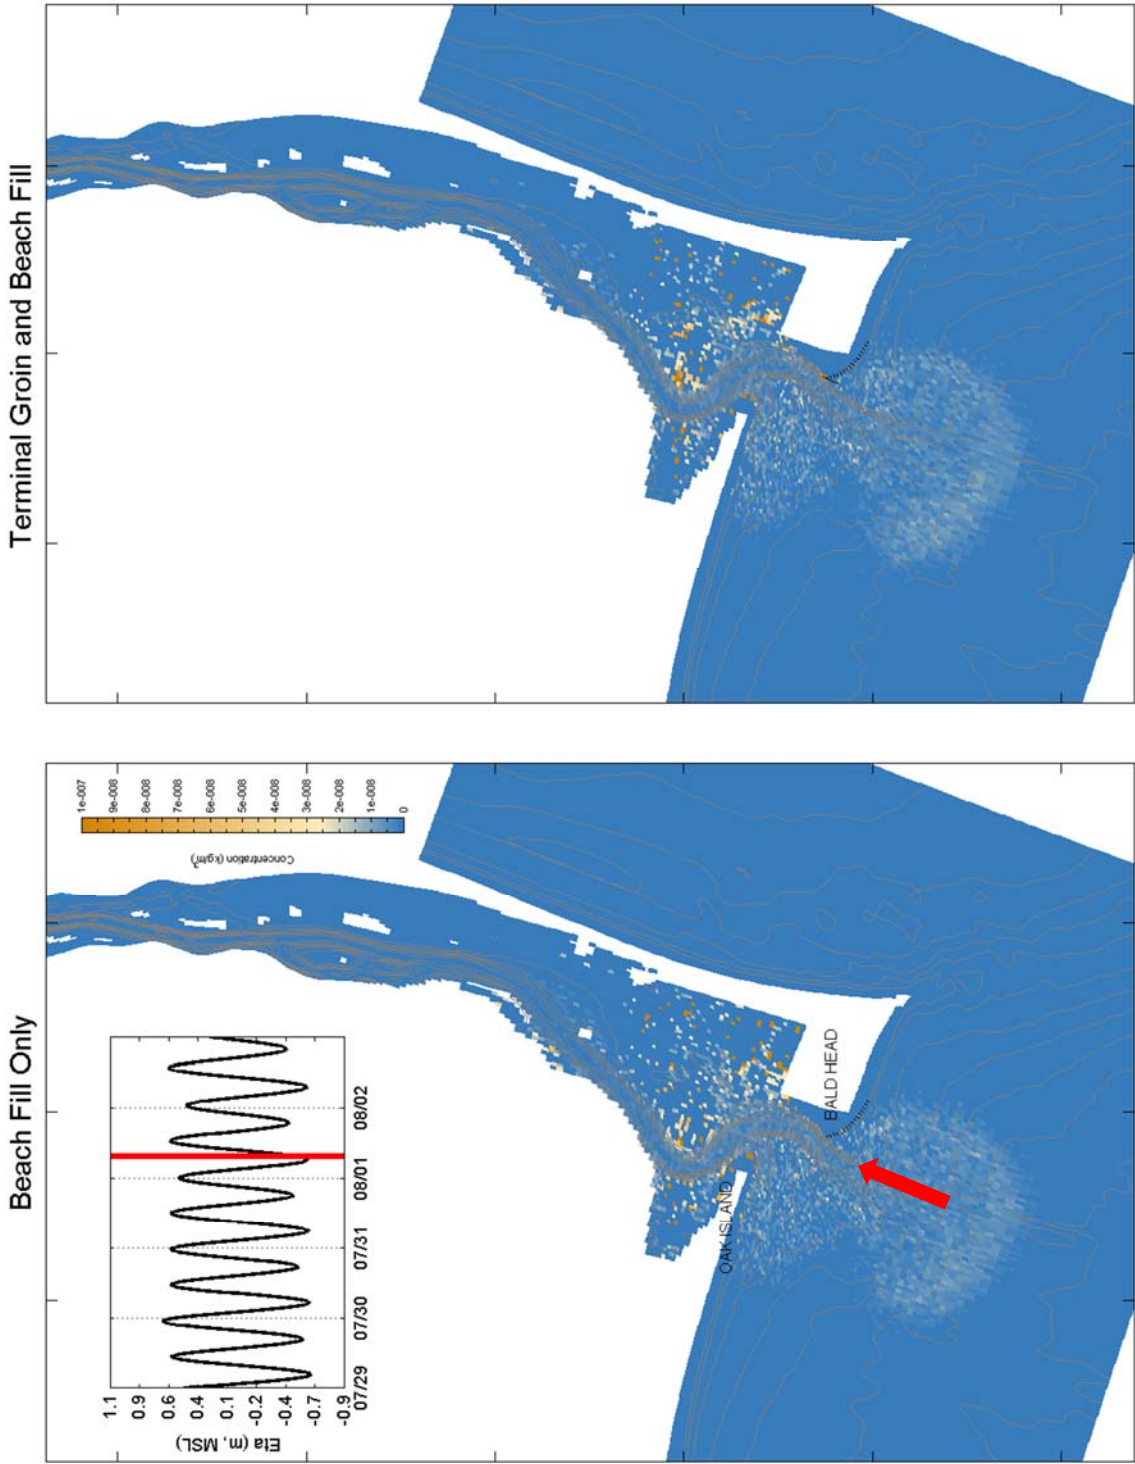 Terminal Groin and Beach Fill
Beach Fill Only
1e-007
9e-008
8e-008
7e-008
6e-008
5e-008
4e-008
3e-008
2e-008
1e-008
0
Concentration (kg/m³)
1.1
0.9
0.6
0.4
0.1
-0.2
-0.4
-0.7
-0.9
Eta (m, MSL)
07/29
07/30
07/31
08/01
08/02
OAK ISLAND
BALD HEAD